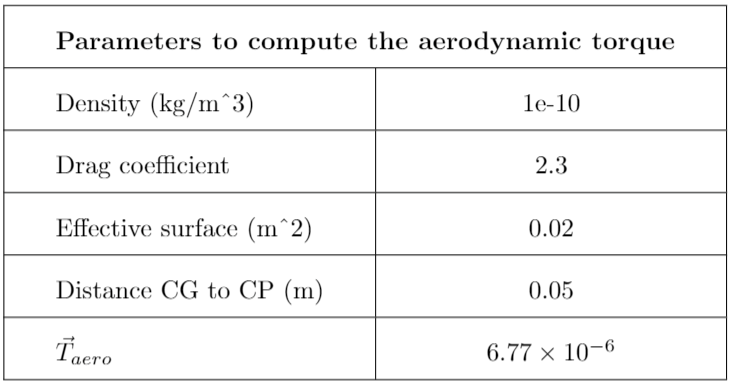 Parameters to compute the aerodynamic torque
Density (kg/mˆ3) 1e-10
Drag coefficient 2.3
Effective surface (mˆ2) 0.02
Distance CG to CP (m) 0.05
$\vec{T}_{aero}$ 6.77 × 10⁻⁶